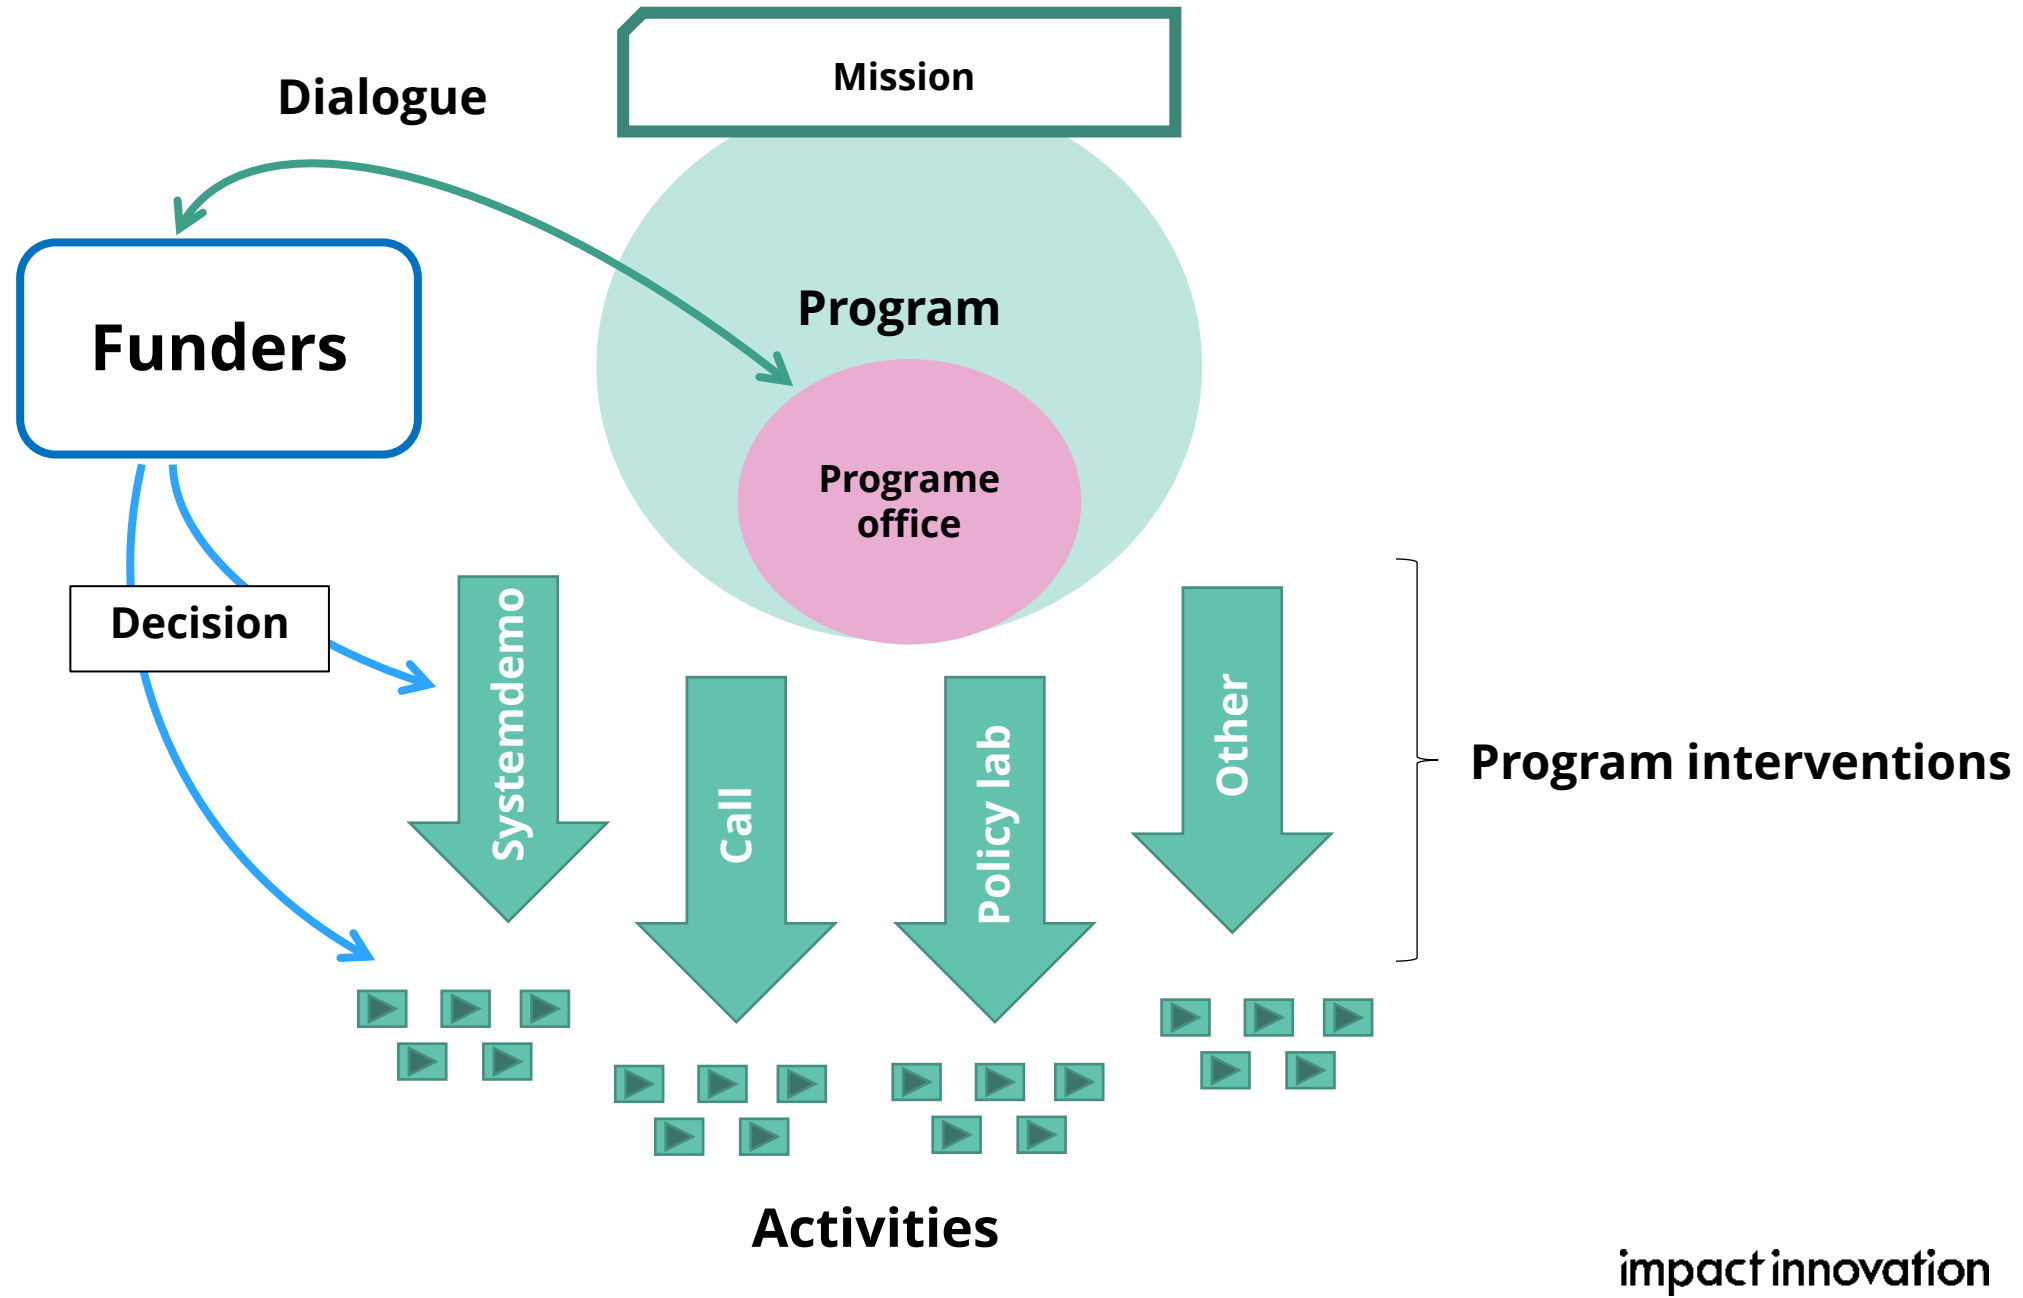 Mission
Dialogue
Program
Funders
Programe
office
Decision
Systemdemo
Call
Policy lab
Other
Program interventions
Activities
impact innovation